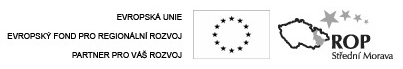 EVROPSKÁ UNIE
EVROPSKÝ FOND PRO REGIONÁLNÍ ROZVOJ
PARTNER PRO VÁŠ ROZVOJ
ROP
Střední Morava